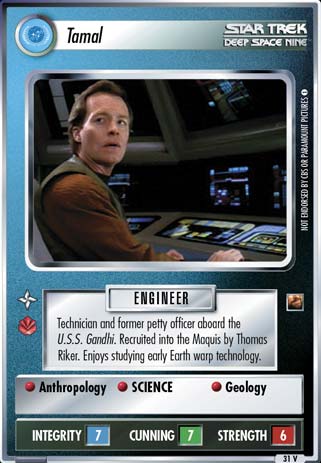 Tamal
STAR TREK
DEEP SPACE NINE
NOT ENDORSED BY CBS OR PARAMOUNT PICTURES
ENGINEER
Technician and former petty officer aboard the
U.S.S. Gandhi. Recruited into the Maquis by Thomas
Riker. Enjoys studying early Earth warp technology.
Anthropology SCIENCE Geology
INTEGRITY 7 CUNNING 7 STRENGTH 6
31 V